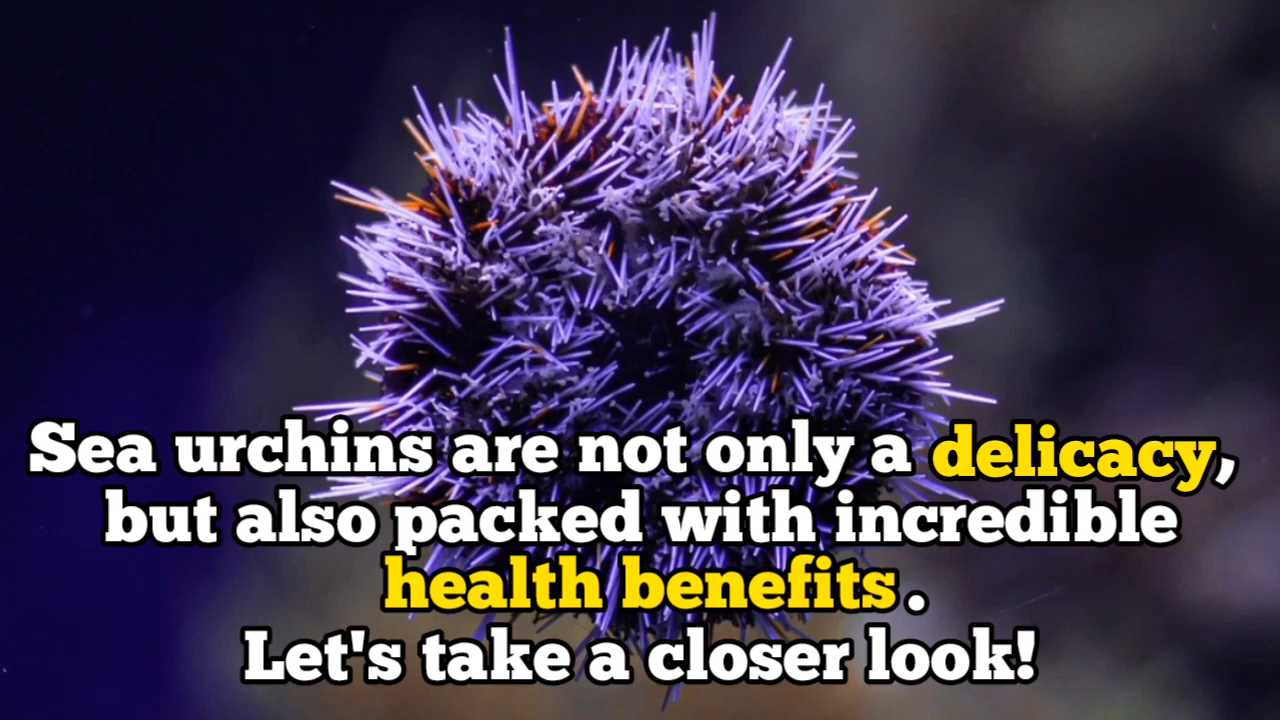 Sea urchins are not only a delicacy,
but also packed with incredible
health benefits.
Let's take a closer look!